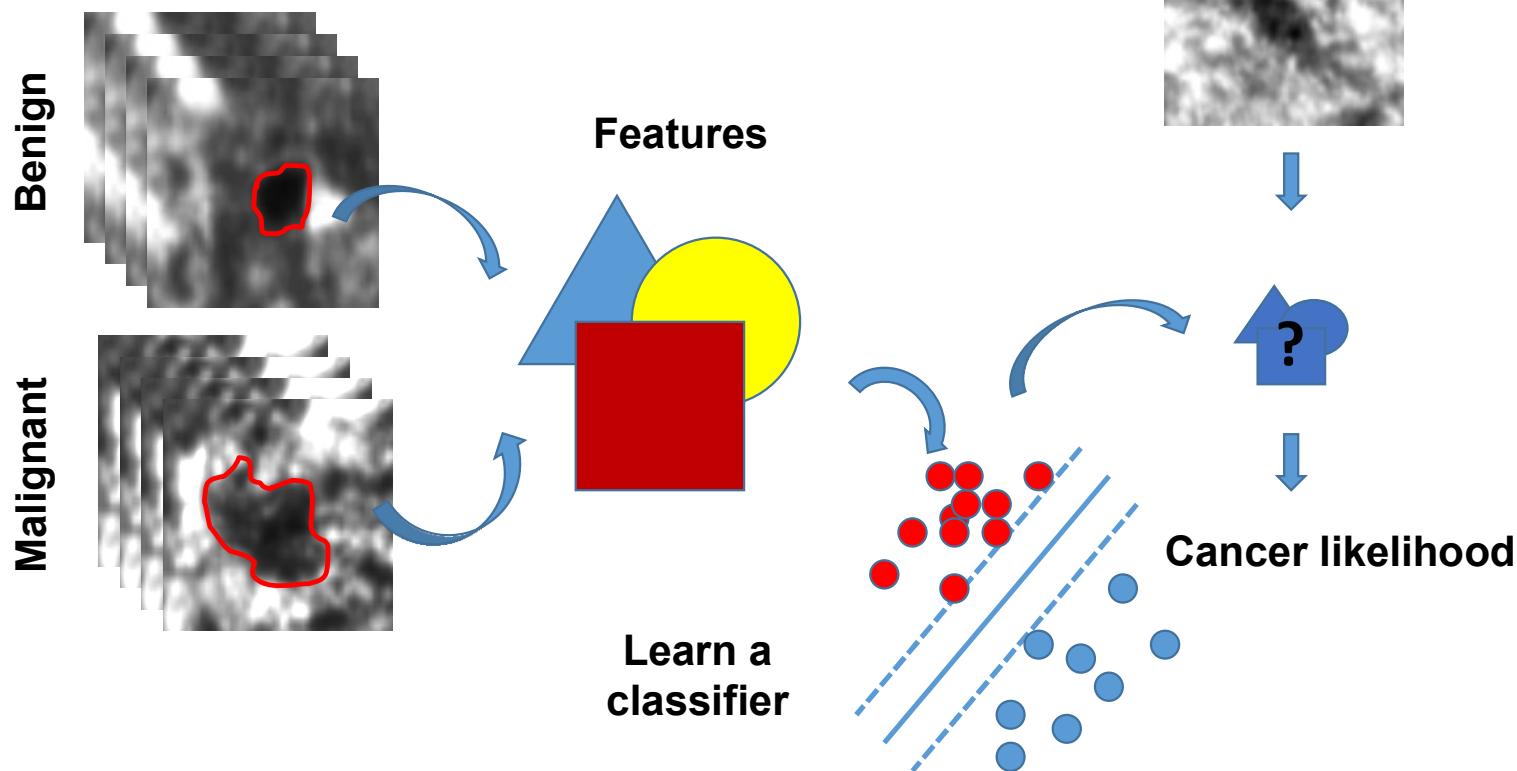 Benign
Malignant
Features
Learn a
classifier
?
Cancer likelihood